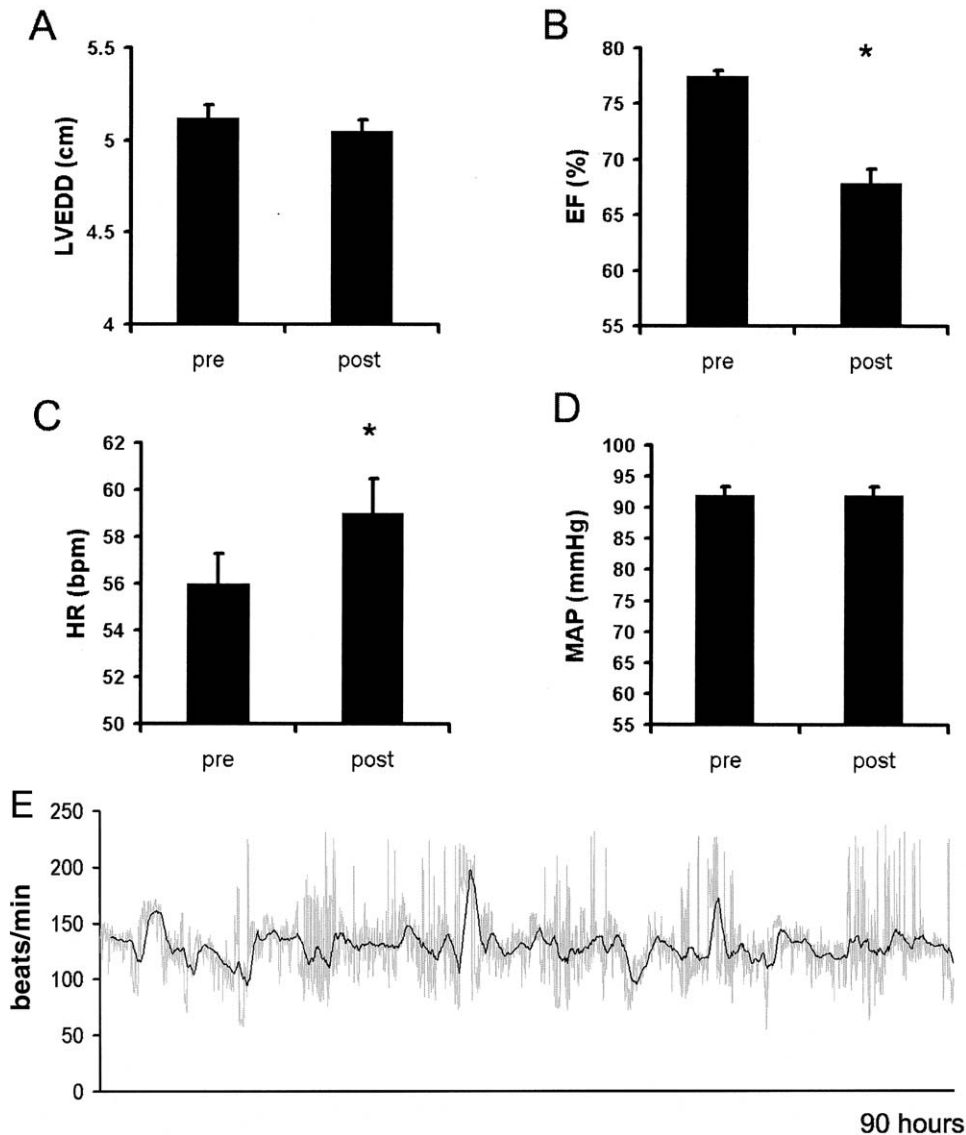 A
LVEDD (cm)
5.5
5
4.5
4
pre post
B
*
EF (%)
80
75
70
65
60
55
pre post
C
*
HR (bpm)
62
60
58
56
54
52
50
pre post
D
MAP (mmHg)
100
95
90
85
80
75
70
65
60
55
pre post
E
beats/min
250
200
150
100
50
0
90 hours